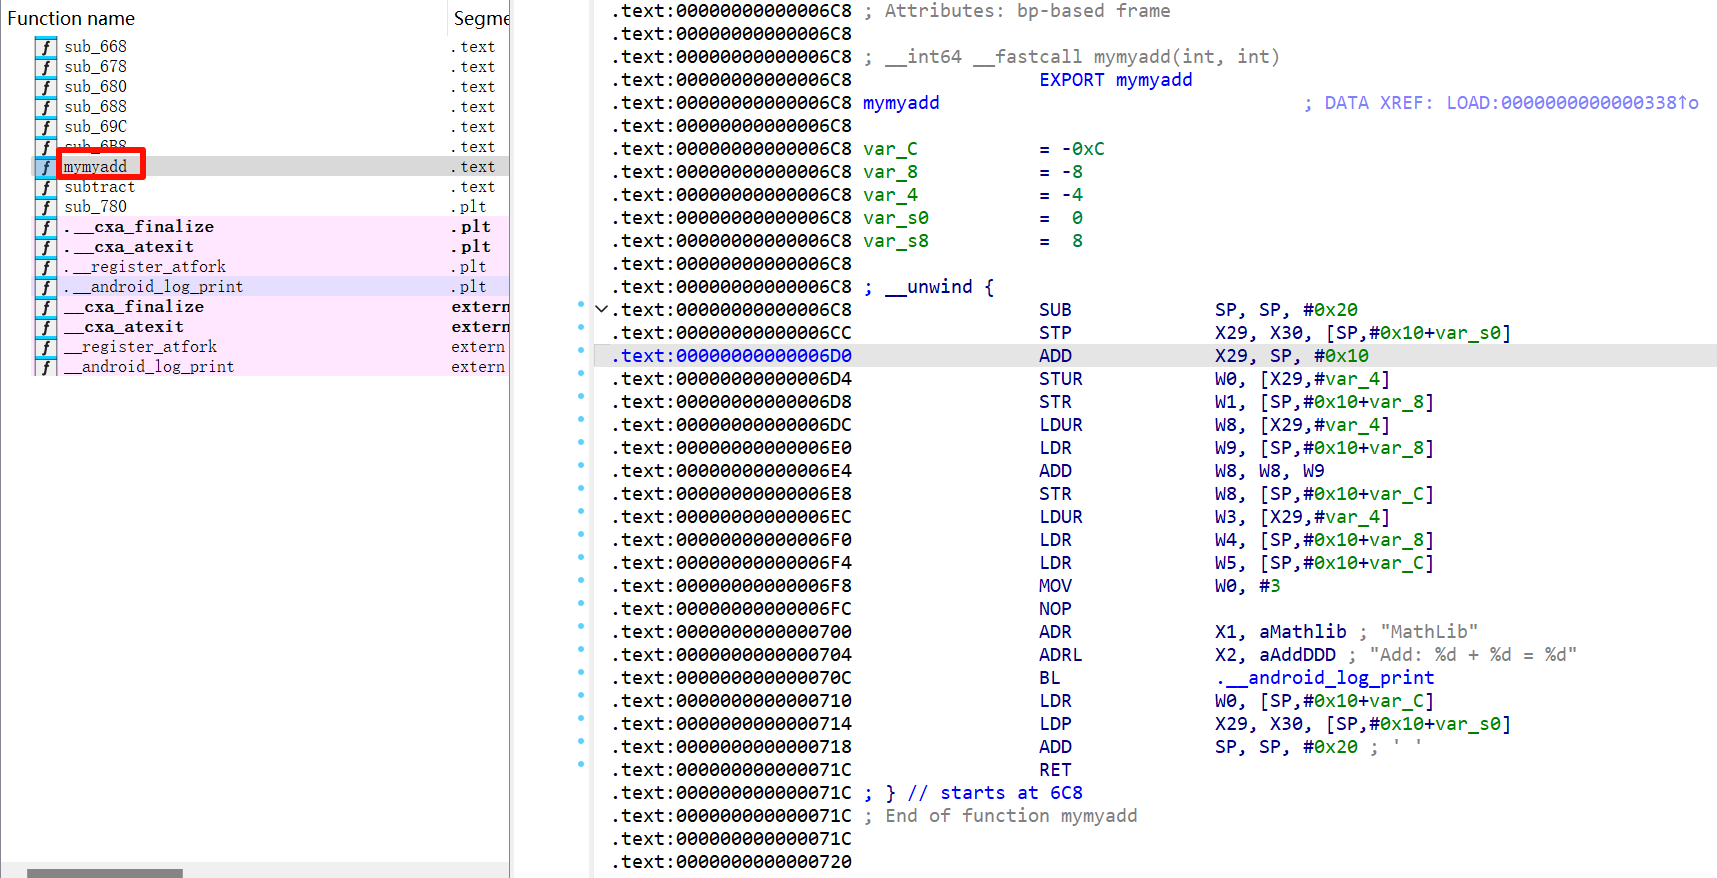 Function name Segme
f sub_668 .text
f sub_678 .text
f sub_680 .text
f sub_688 .text
f sub_69C .text
f sub_6B8 .text
f mymyadd .text
f subtract .text
f sub_780 .plt
f .__cxa_finalize .plt
f .__cxa_atexit .plt
f .__register_atfork .plt
f .__android_log_print .plt
f __cxa_finalize extern
f __cxa_atexit extern
f __register_atfork extern
f __android_log_print extern
.text:00000000000006C8 ; Attributes: bp-based frame
.text:00000000000006C8
.text:00000000000006C8 ; __int64 __fastcall mymyadd(int, int)
.text:00000000000006C8 EXPORT mymyadd
.text:00000000000006C8 mymyadd ; DATA XREF: LOAD:0000000000000338↑o
.text:00000000000006C8
.text:00000000000006C8 var_C = -0xC
.text:00000000000006C8 var_8 = -8
.text:00000000000006C8 var_4 = -4
.text:00000000000006C8 var_s0 = 0
.text:00000000000006C8 var_s8 = 8
.text:00000000000006C8
.text:00000000000006C8 ; __unwind {
.text:00000000000006C8 SUB SP, SP, #0x20
.text:00000000000006CC STP X29, X30, [SP,#0x10+var_s0]
.text:00000000000006D0 ADD X29, SP, #0x10
.text:00000000000006D4 STUR W0, [X29,#var_4]
.text:00000000000006D8 STR W1, [SP,#0x10+var_8]
.text:00000000000006DC LDUR W8, [X29,#var_4]
.text:00000000000006E0 LDR W9, [SP,#0x10+var_8]
.text:00000000000006E4 ADD W8, W8, W9
.text:00000000000006E8 STR W8, [SP,#0x10+var_C]
.text:00000000000006EC LDUR W3, [X29,#var_4]
.text:00000000000006F0 LDR W4, [SP,#0x10+var_8]
.text:00000000000006F4 LDR W5, [SP,#0x10+var_C]
.text:00000000000006F8 MOV W0, #3
.text:00000000000006FC NOP
.text:0000000000000700 ADR X1, aMathlib ; "MathLib"
.text:0000000000000704 ADRL X2, aAddDDD ; "Add: %d + %d = %d"
.text:000000000000070C BL .__android_log_print
.text:0000000000000710 LDR W0, [SP,#0x10+var_C]
.text:0000000000000714 LDP X29, X30, [SP,#0x10+var_s0]
.text:0000000000000718 ADD SP, SP, #0x20 ; ' '
.text:000000000000071C RET
.text:000000000000071C ; } // starts at 6C8
.text:000000000000071C ; End of function mymyadd
.text:000000000000071C
.text:0000000000000720